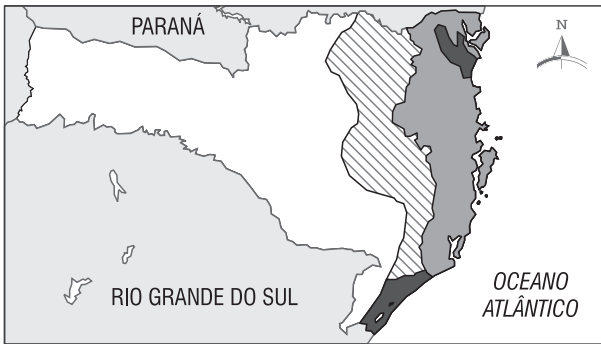 PARANÁ
N
RIO GRANDE DO SUL
OCEANO
ATLÂNTICO